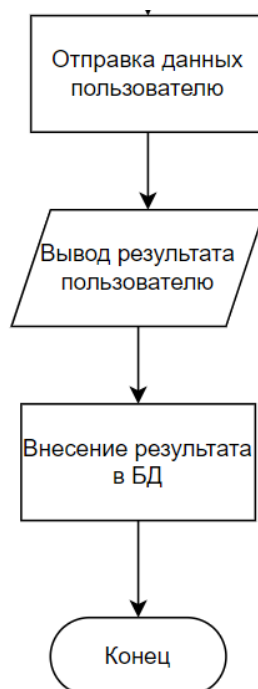 Отправка данных
пользователю
Вывод результата
пользователю
Внесение результата
в БД
Конец